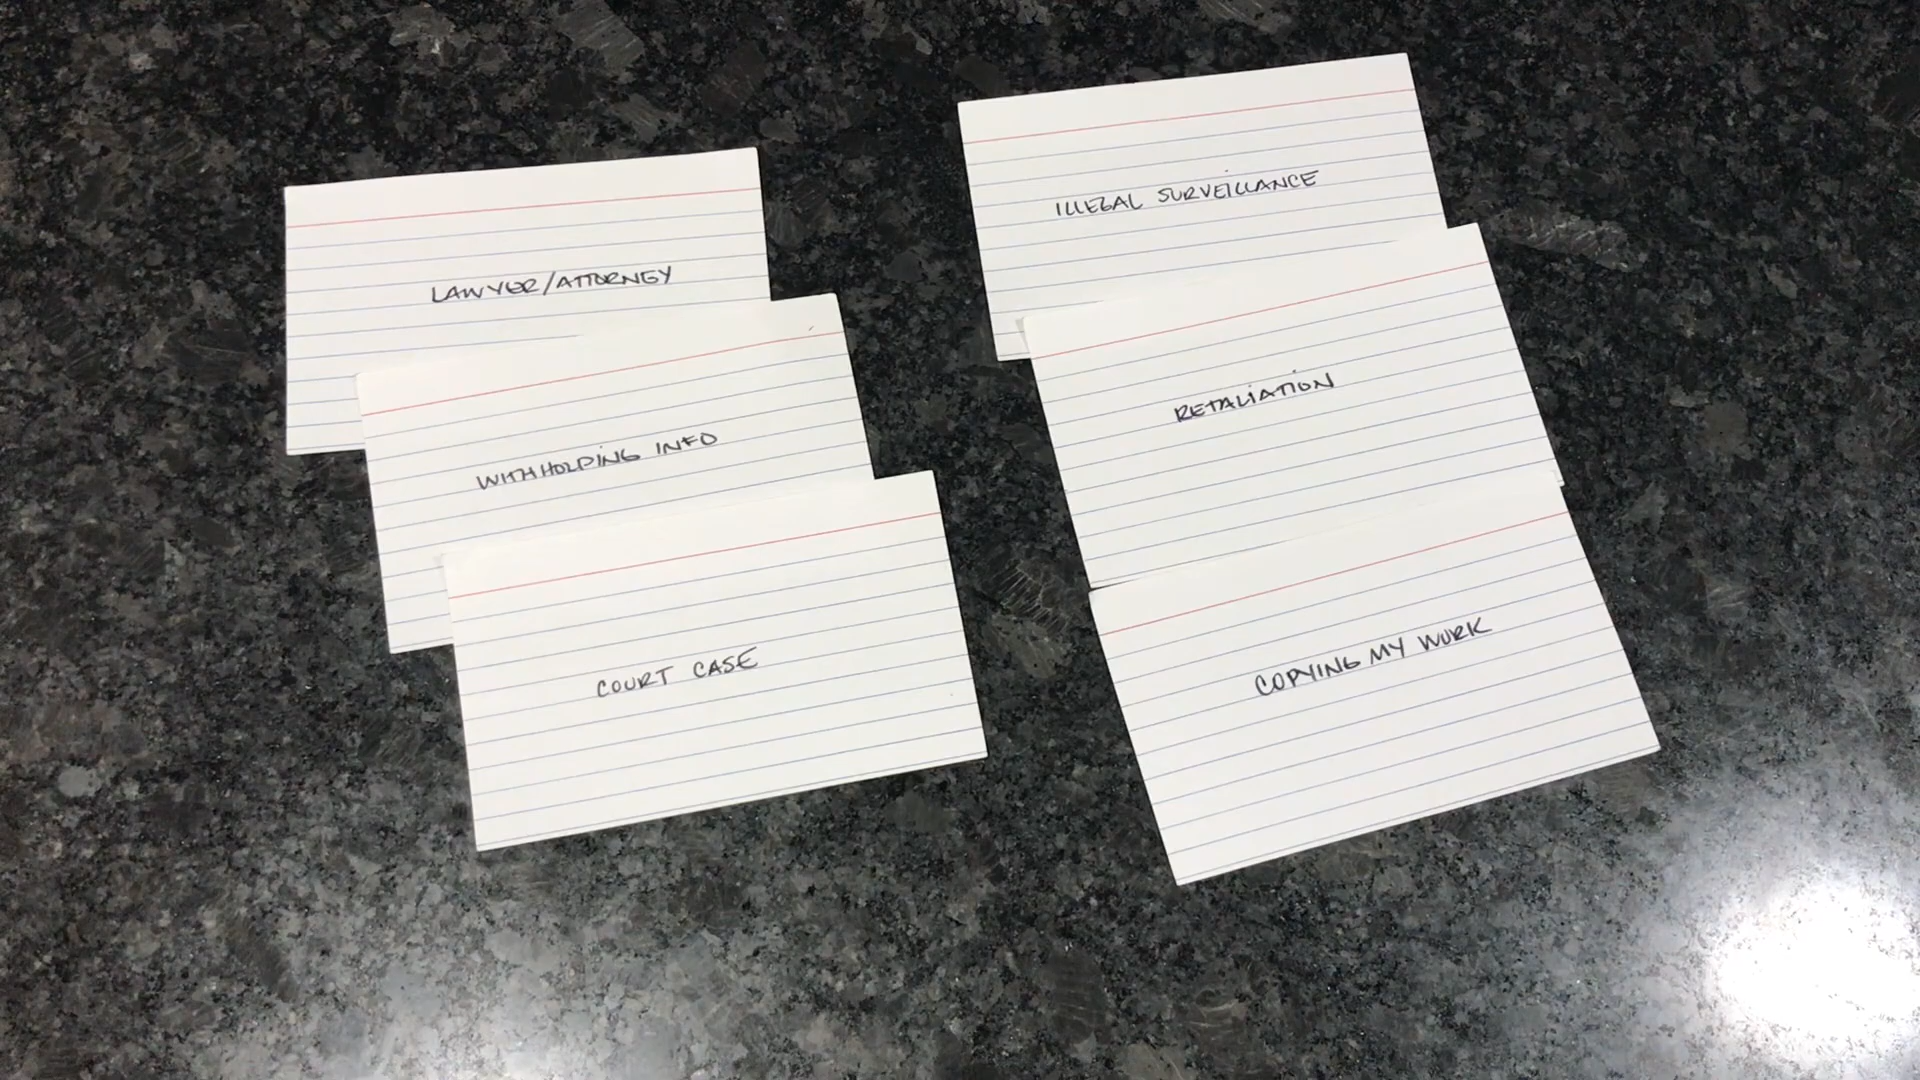 LAWYER/ATTORNEY
WITHHOLDING INFO
COURT CASE
ILLEGAL SURVEILLANCE
RETALIATION
COPYING MY WORK